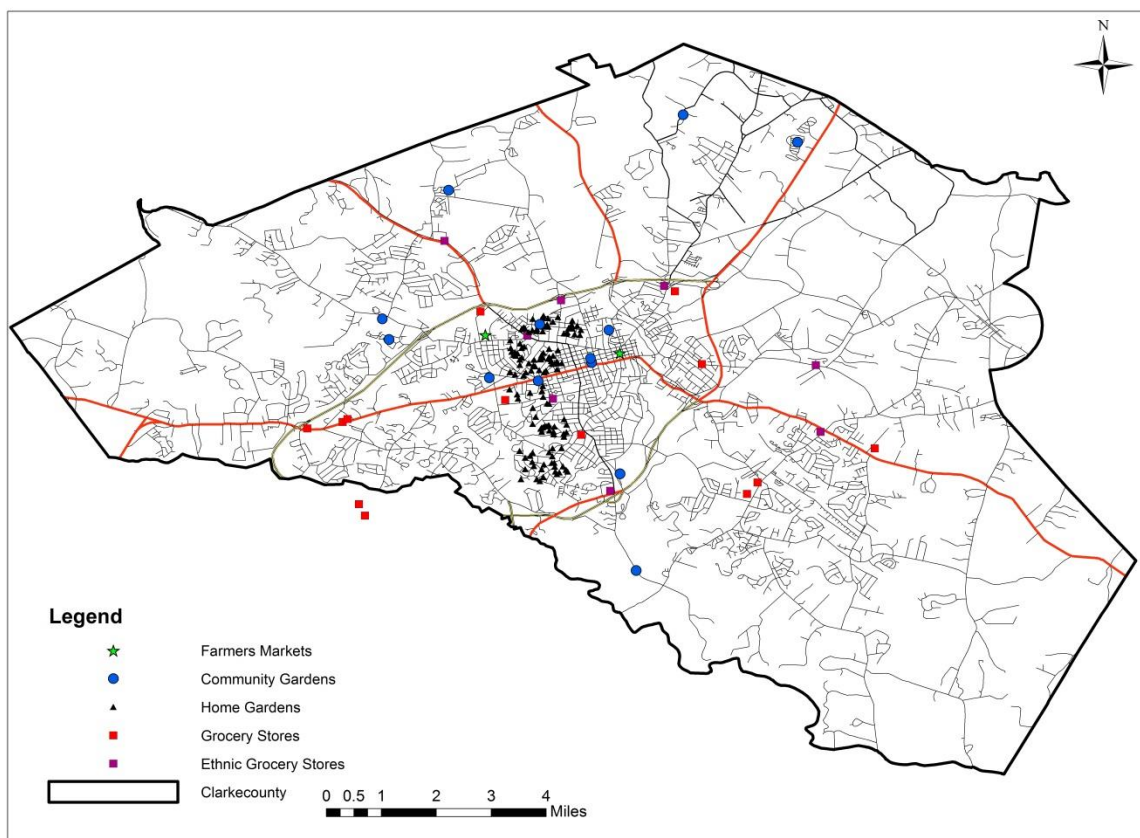 N
Legend
Farmers Markets
Community Gardens
Home Gardens
Grocery Stores
Ethnic Grocery Stores
Clarkecounty
0 0.5 1 2 3 4
Miles